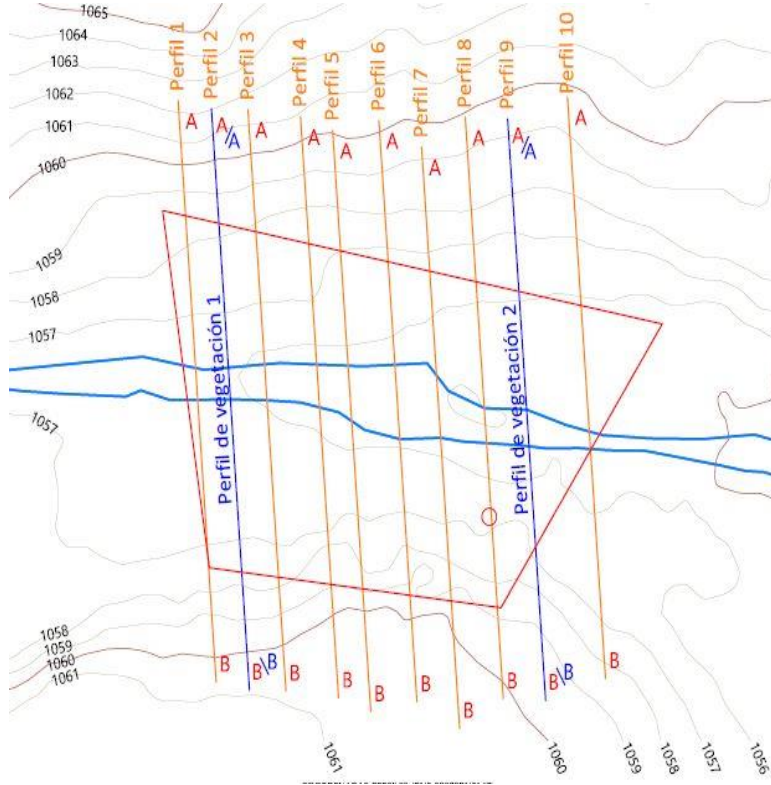 1065
1064
1063
1062
1061
1060
1059
1058
1057
1057
1058
1059
1060
1061
Perfil 1
Perfil 2
Perfil 3
Perfil 4
Perfil 5
Perfil 6
Perfil 7
Perfil 8
Perfil 9
Perfil 10
A
A/A
A
A
A
A
A
A
A/A
A
Perfil de vegetación 1
Perfil de vegetación 2
B
B\B
B
B
B
B
B
B
B\B
B
1061
1060
1059
1058
1057
1056